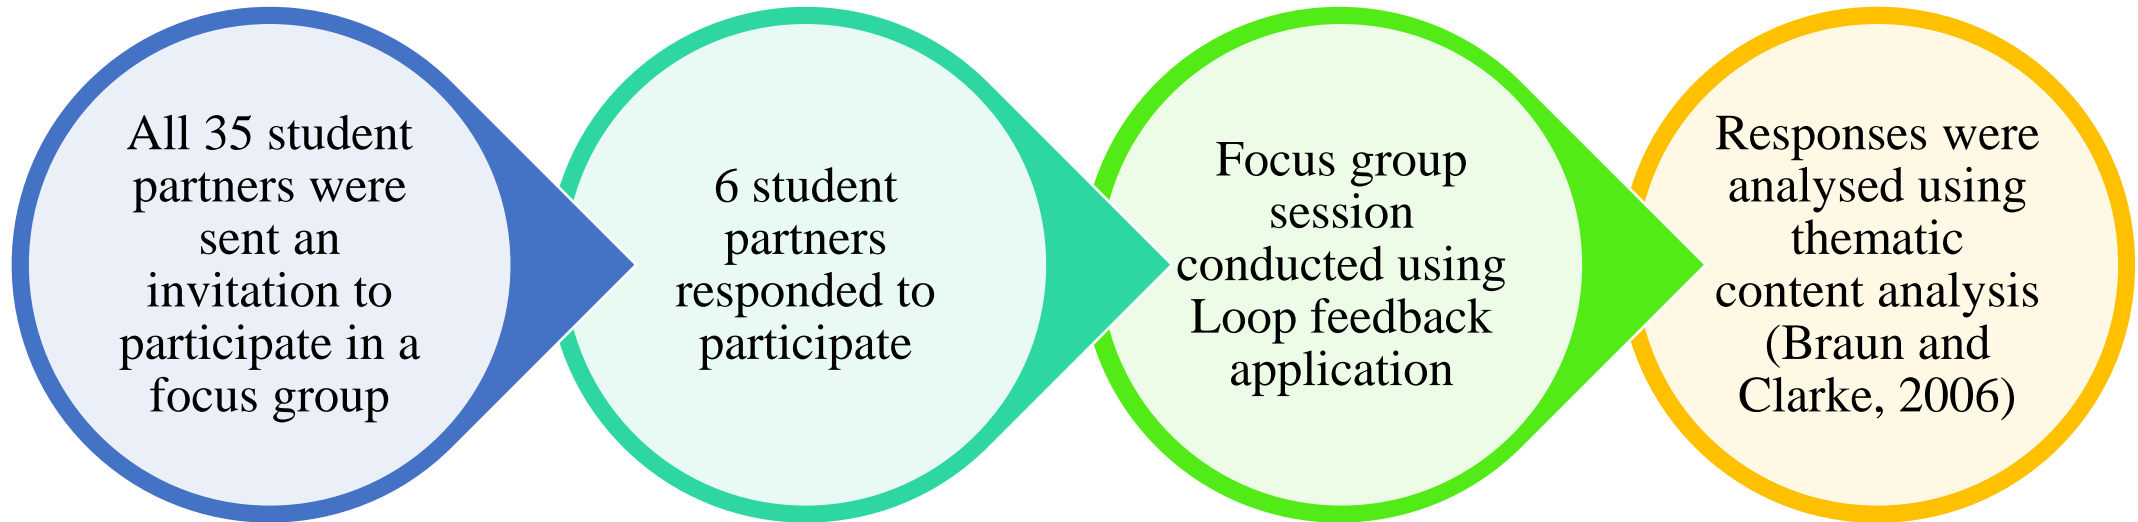 All 35 student
partners were
sent an
invitation to
participate in a
focus group
6 student
partners
responded to
participate
Focus group
session
conducted using
Loop feedback
application
Responses were
analysed using
thematic
content analysis
(Braun and
Clarke, 2006)